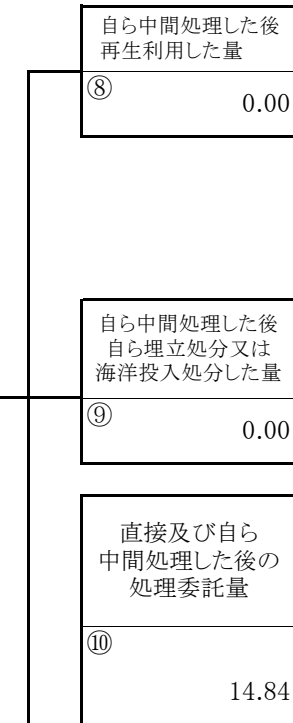 自ら中間処理した後
再生利用した量
⑧
0.00
自ら中間処理した後
自ら埋立処分又は
海洋投入処分した量
⑨
0.00
直接及び自ら
中間処理した後の
処理委託量
⑩
14.84